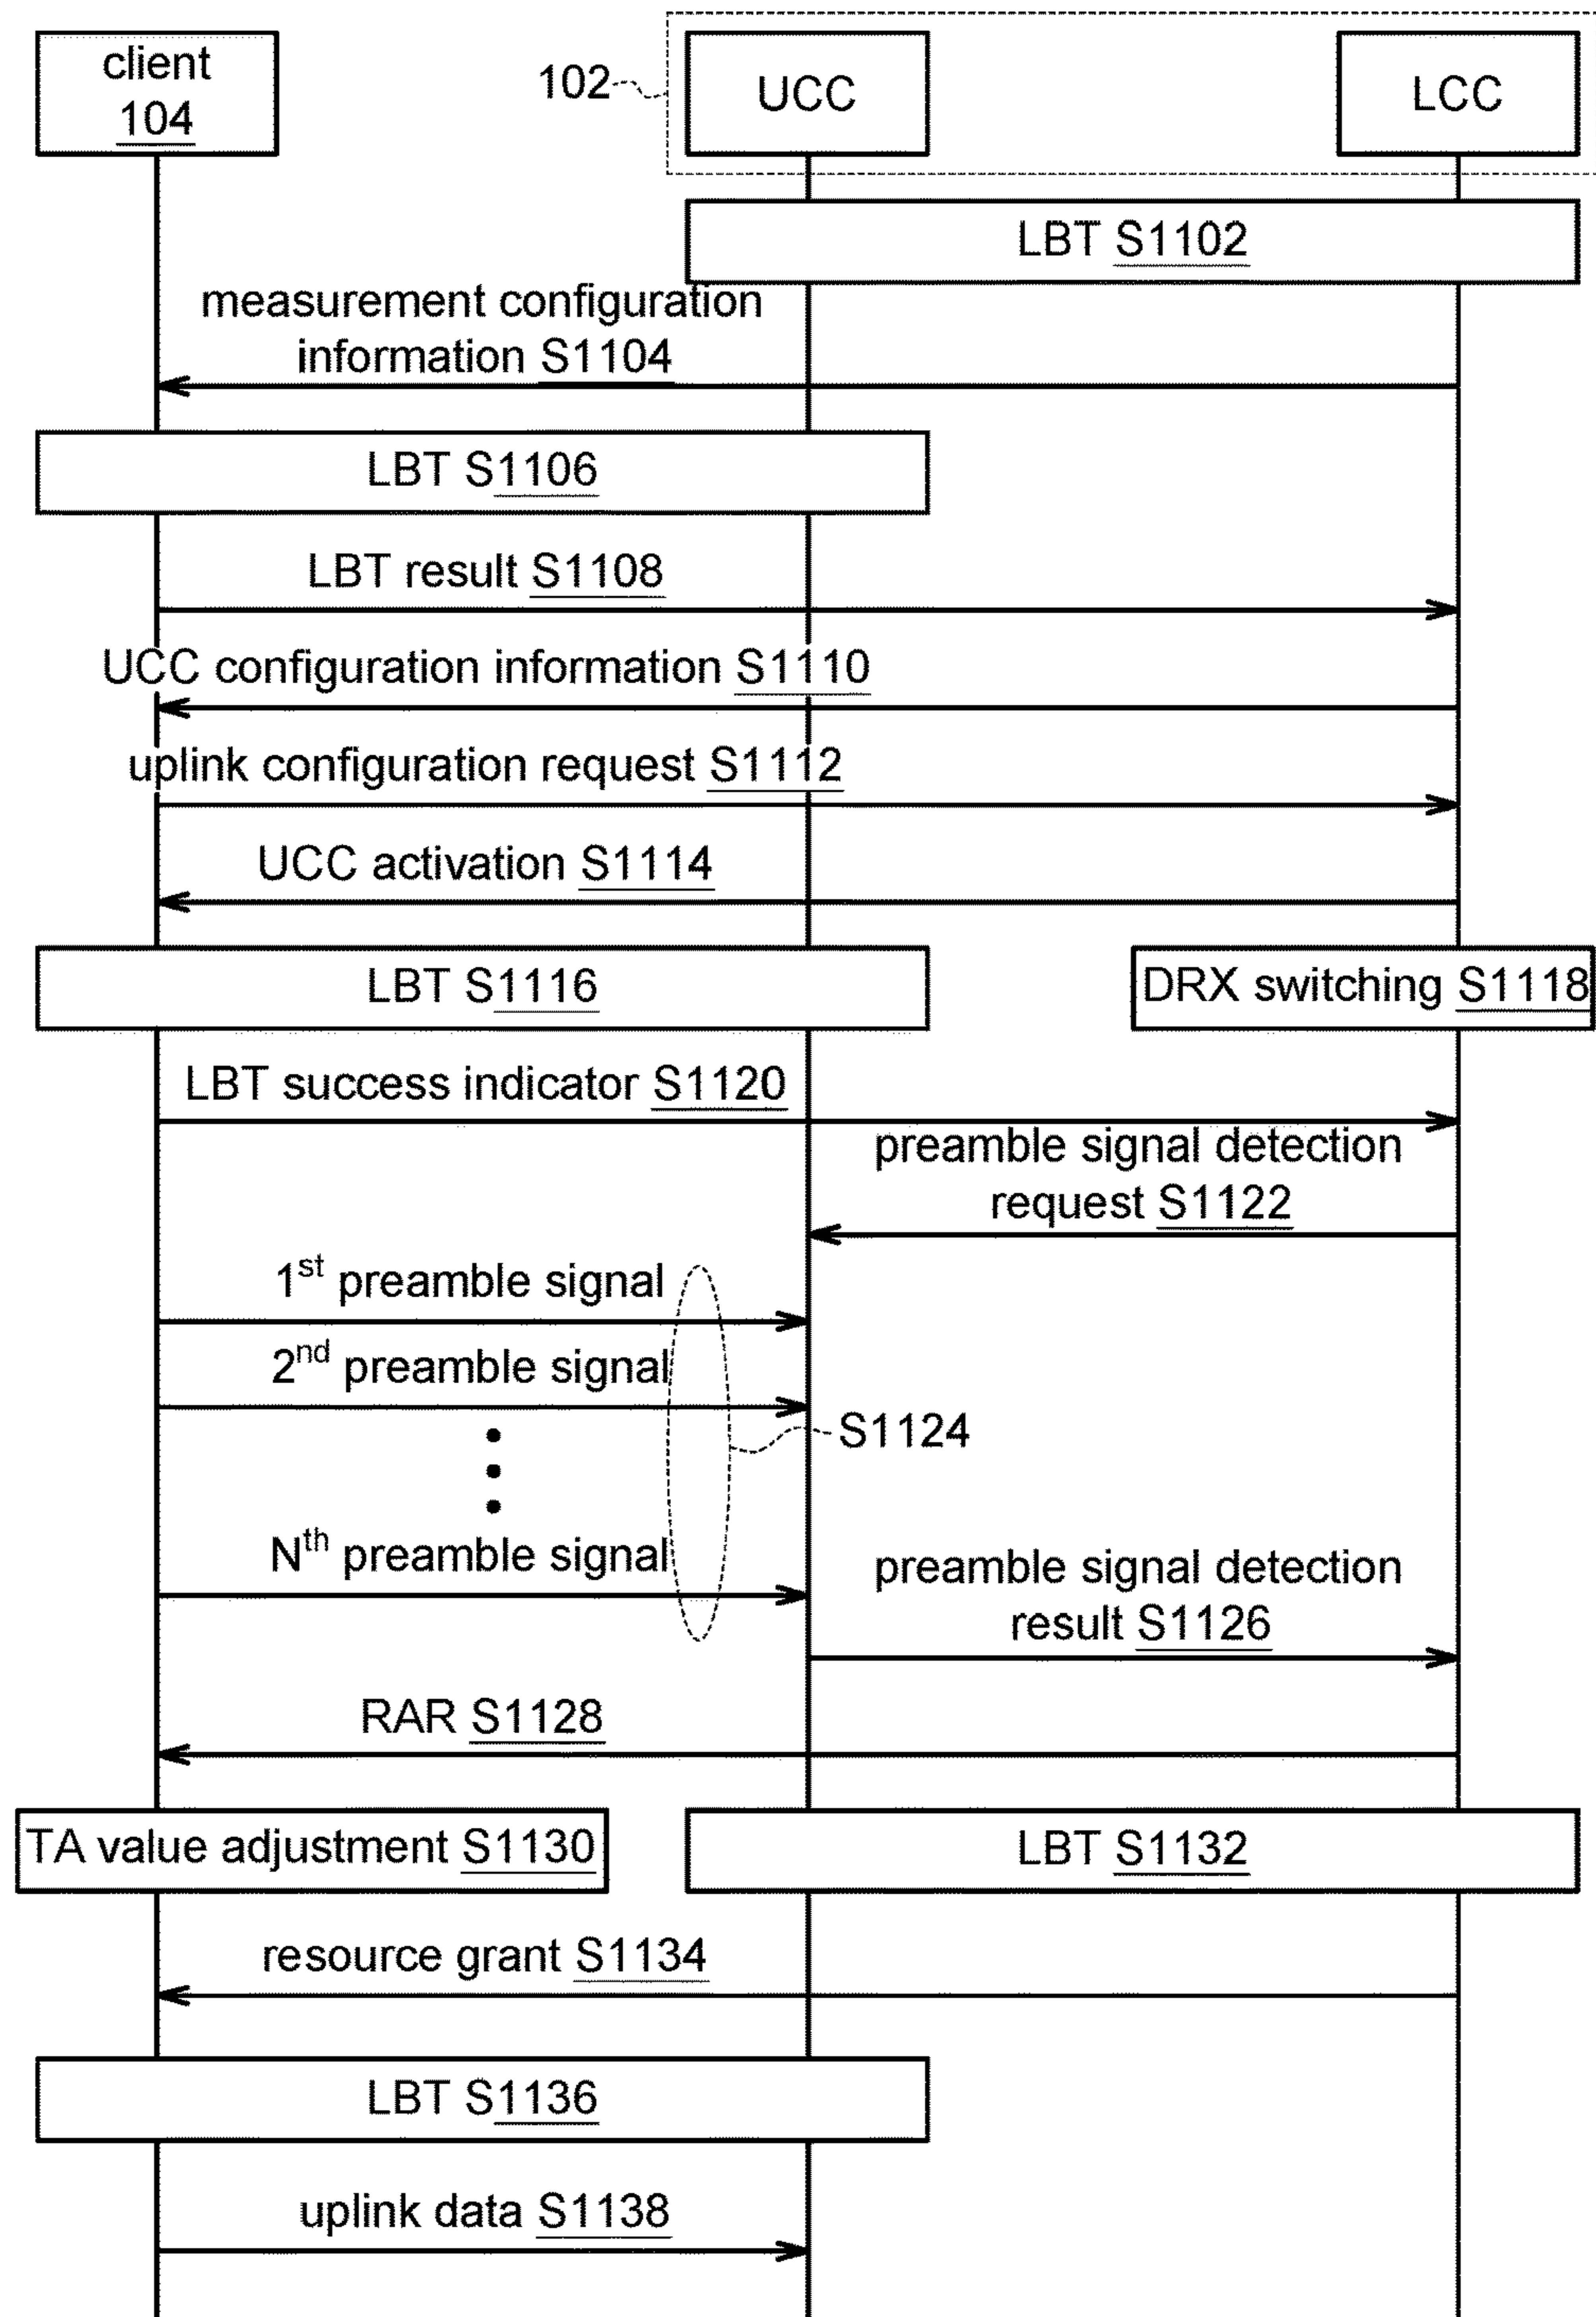 client
104
102
UCC
LCC
LBT S1102
measurement configuration
information S1104
LBT S1106
LBT result S1108
UCC configuration information S1110
uplink configuration request S1112
UCC activation S1114
LBT S1116
DRX switching S1118
LBT success indicator S1120
preamble signal detection
request S1122
1st preamble signal
2nd preamble signal
S1124
Nth preamble signal
preamble signal detection
result S1126
RAR S1128
TA value adjustment S1130
LBT S1132
resource grant S1134
LBT S1136
uplink data S1138